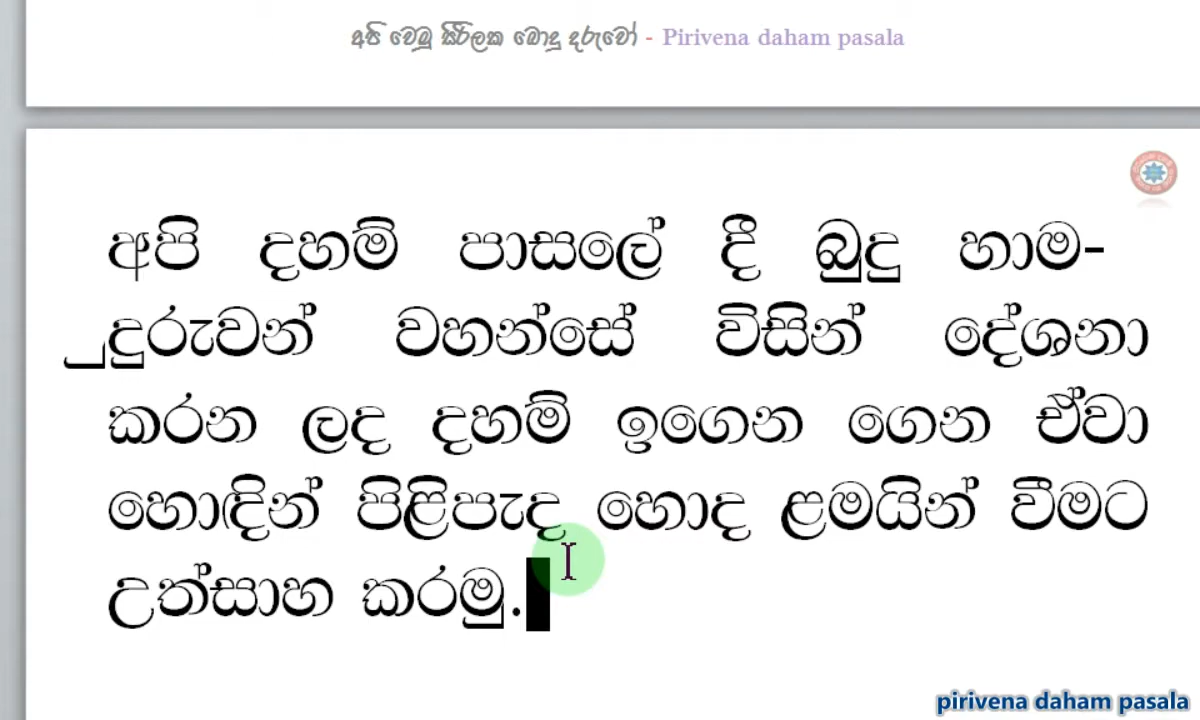 අපි වෙමු සිරිලක බොදු දරුවෝ - Pirivena daham pasala
අපි දහම් පාසලේ දී බුදු හාම-
දුරුවන් වහන්සේ විසින් දේශනා
කරන ලද දහම් ඉගෙන ගෙන ඒවා
හොඳින් පිළිපැද හොද ළමයින් වීමට
උත්සාහ කරමු.
pirivena daham pasala